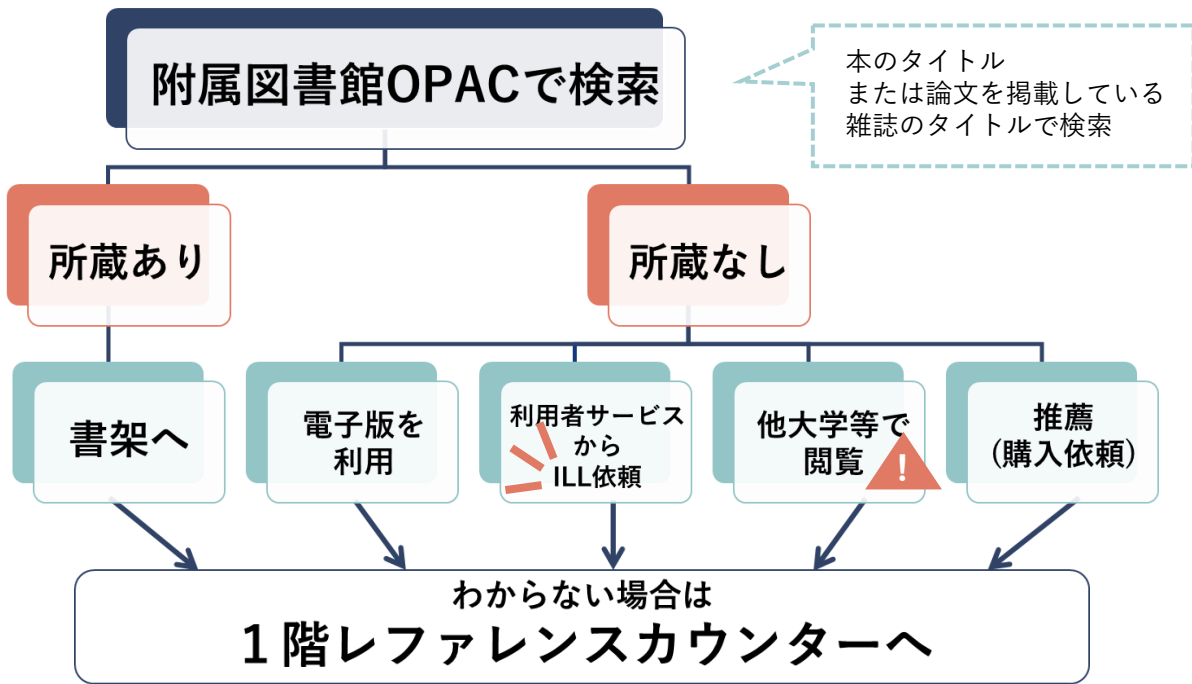 附属図書館OPACで検索
本のタイトル
または論文を掲載している
雑誌のタイトルで検索
所蔵あり
所蔵なし
書架へ
電子版を
利用
利用者サービス
から
ILL依頼
他大学等で
閲覧
!
推薦
(購入依頼)
わからない場合は
１階レファレンスカウンターへ